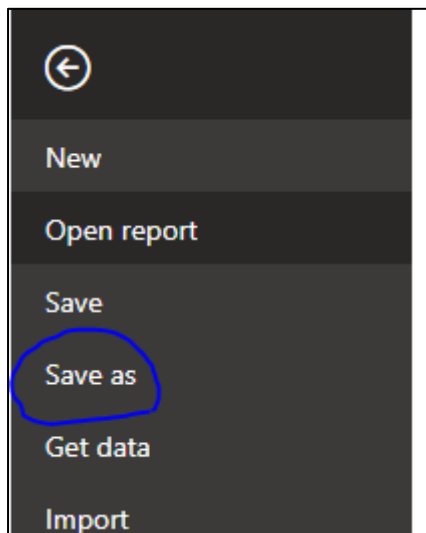 New
Open report
Save
Save as
Get data
Import